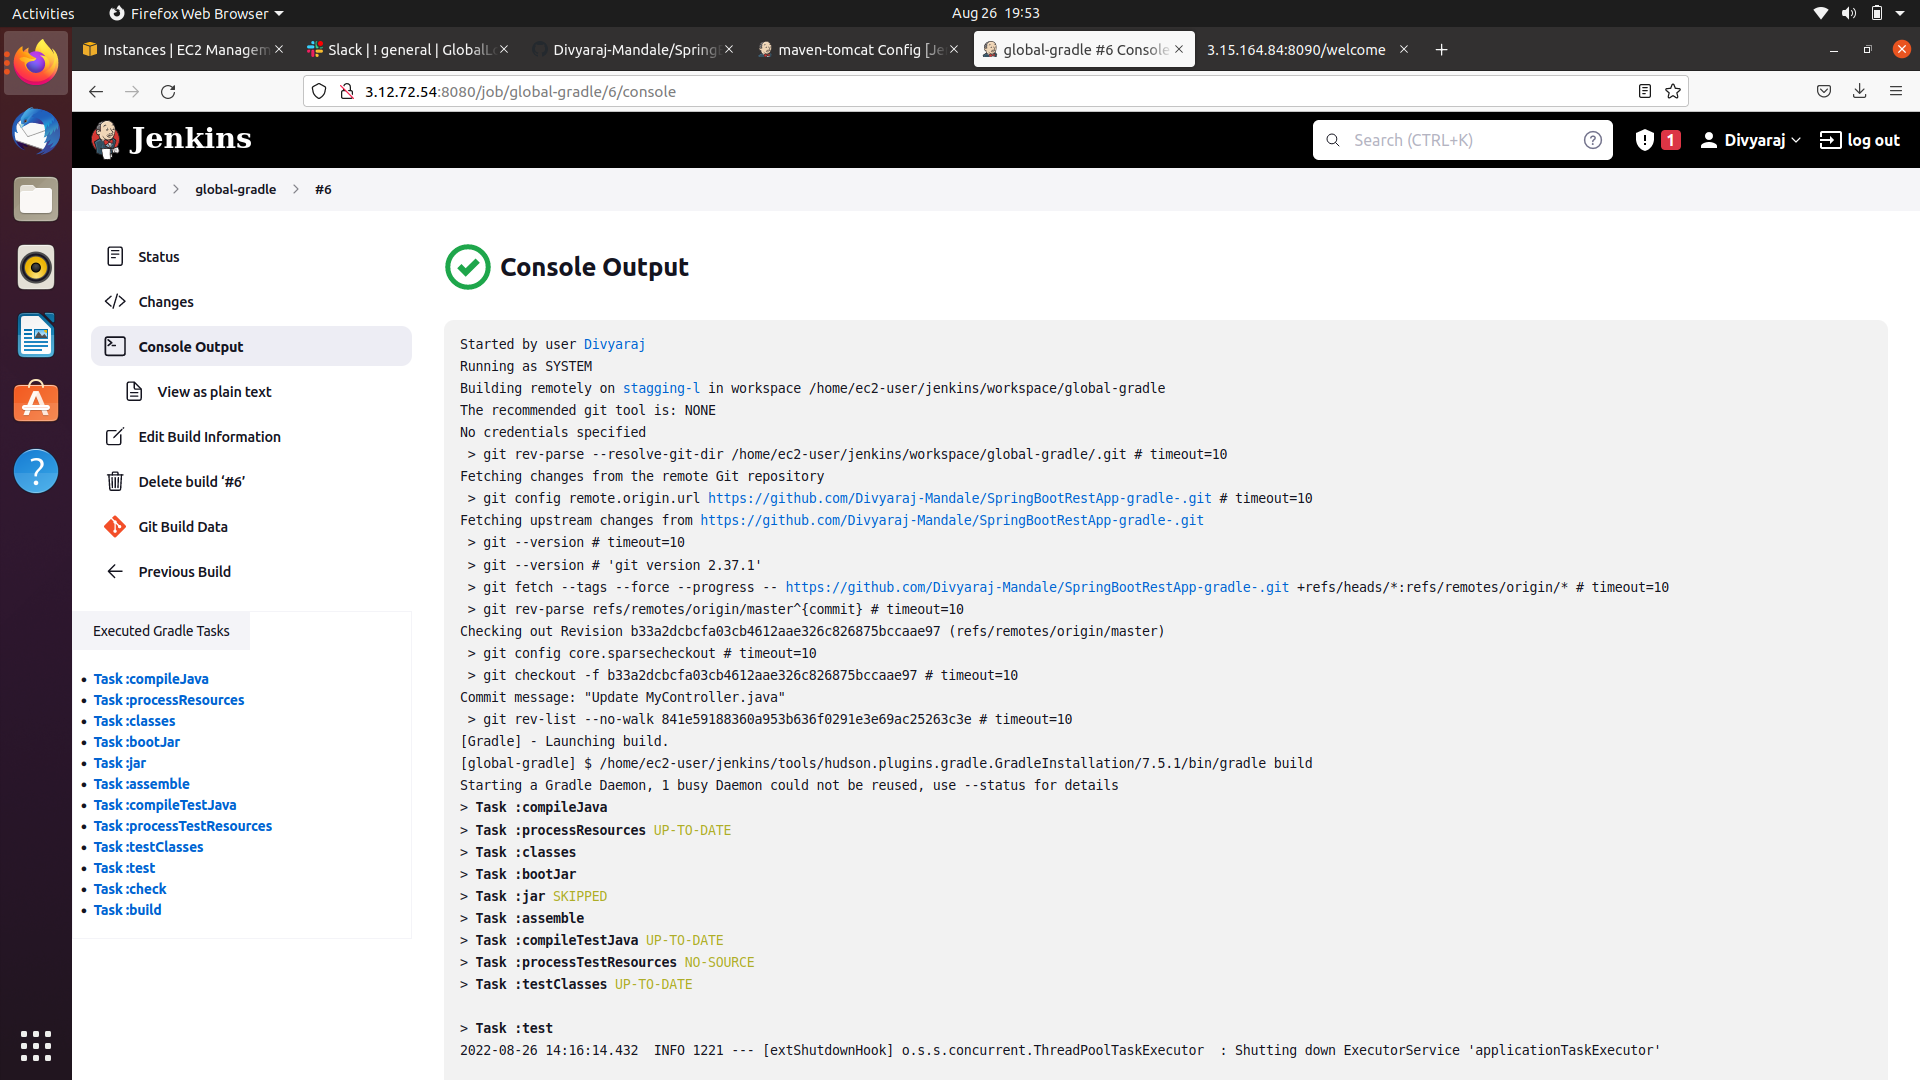 Activities
Firefox Web Browser
Aug 26 19:53
Instances | EC2 Managem
Slack | ! general | GlobalL
Divyaraj-Mandale/Spring
maven-tomcat Config [Je
global-gradle #6 Console
3.15.164.84:8090/welcome
3.12.72.54:8080/job/global-gradle/6/console
Jenkins
Search (CTRL+K)
1
Divyaraj
log out
Dashboard
global-gradle
#6
Status
Changes
Console Output
View as plain text
Edit Build Information
Delete build ‘#6’
Git Build Data
Previous Build
Executed Gradle Tasks
Task :compileJava
Task :processResources
Task :classes
Task :bootJar
Task :jar
Task :assemble
Task :compileTestJava
Task :processTestResources
Task :testClasses
Task :test
Task :check
Task :build
Console Output
Started by user Divyaraj
Running as SYSTEM
Building remotely on stagging-l in workspace /home/ec2-user/jenkins/workspace/global-gradle
The recommended git tool is: NONE
No credentials specified
> git rev-parse --resolve-git-dir /home/ec2-user/jenkins/workspace/global-gradle/.git # timeout=10
Fetching changes from the remote Git repository
> git config remote.origin.url https://github.com/Divyaraj-Mandale/SpringBootRestApp-gradle-.git # timeout=10
Fetching upstream changes from https://github.com/Divyaraj-Mandale/SpringBootRestApp-gradle-.git
> git --version # timeout=10
> git --version # 'git version 2.37.1'
> git fetch --tags --force --progress -- https://github.com/Divyaraj-Mandale/SpringBootRestApp-gradle-.git +refs/heads/*:refs/remotes/origin/* # timeout=10
> git rev-parse refs/remotes/origin/master^{commit} # timeout=10
Checking out Revision b33a2dcbcfa03cb4612aae326c826875bccaae97 (refs/remotes/origin/master)
> git config core.sparsecheckout # timeout=10
> git checkout -f b33a2dcbcfa03cb4612aae326c826875bccaae97 # timeout=10
Commit message: "Update MyController.java"
> git rev-list --no-walk 841e59188360a953b636f0291e3e69ac25263c3e # timeout=10
[Gradle] - Launching build.
[global-gradle] $ /home/ec2-user/jenkins/tools/hudson.plugins.gradle.GradleInstallation/7.5.1/bin/gradle build
Starting a Gradle Daemon, 1 busy Daemon could not be reused, use --status for details
> Task :compileJava
> Task :processResources UP-TO-DATE
> Task :classes
> Task :bootJar
> Task :jar SKIPPED
> Task :assemble
> Task :compileTestJava UP-TO-DATE
> Task :processTestResources NO-SOURCE
> Task :testClasses UP-TO-DATE
> Task :test
2022-08-26 14:16:14.432  INFO 1221 --- [extShutdownHook] o.s.s.concurrent.ThreadPoolTaskExecutor  : Shutting down ExecutorService 'applicationTaskExecutor'